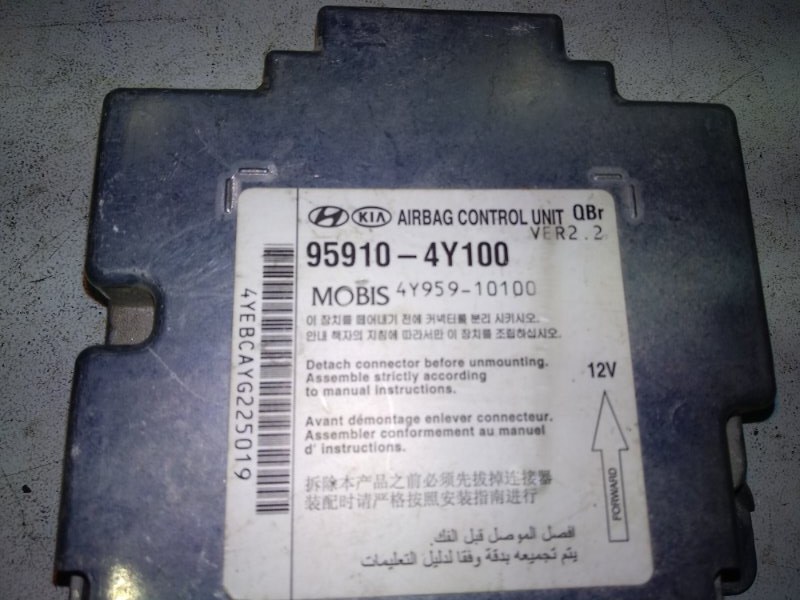 KIA AIRBAG CONTROL UNIT QBr
VER2.2
95910-4Y100
MOBIS 4Y959-10100
이 장치를 떼어내기 전에 커넥터를 분리 시키시오.
안내 책자의 지침에 따라서만 이 장치를 조립하십시오.
Detach connector before unmounting.
Assemble strictly according
to manual instructions.
12V
Avant démontage enlever connecteur.
Assembler conformement au manuel
d' instructions.
拆除本产品之前必须先拔掉连接器
装配时请严格按照安装指南进行
افصل الموصل قبل الفك.
يتم تجميعه بدقة وفقا لدليل التعليمات
FORWARD
4YEBCAYG225019